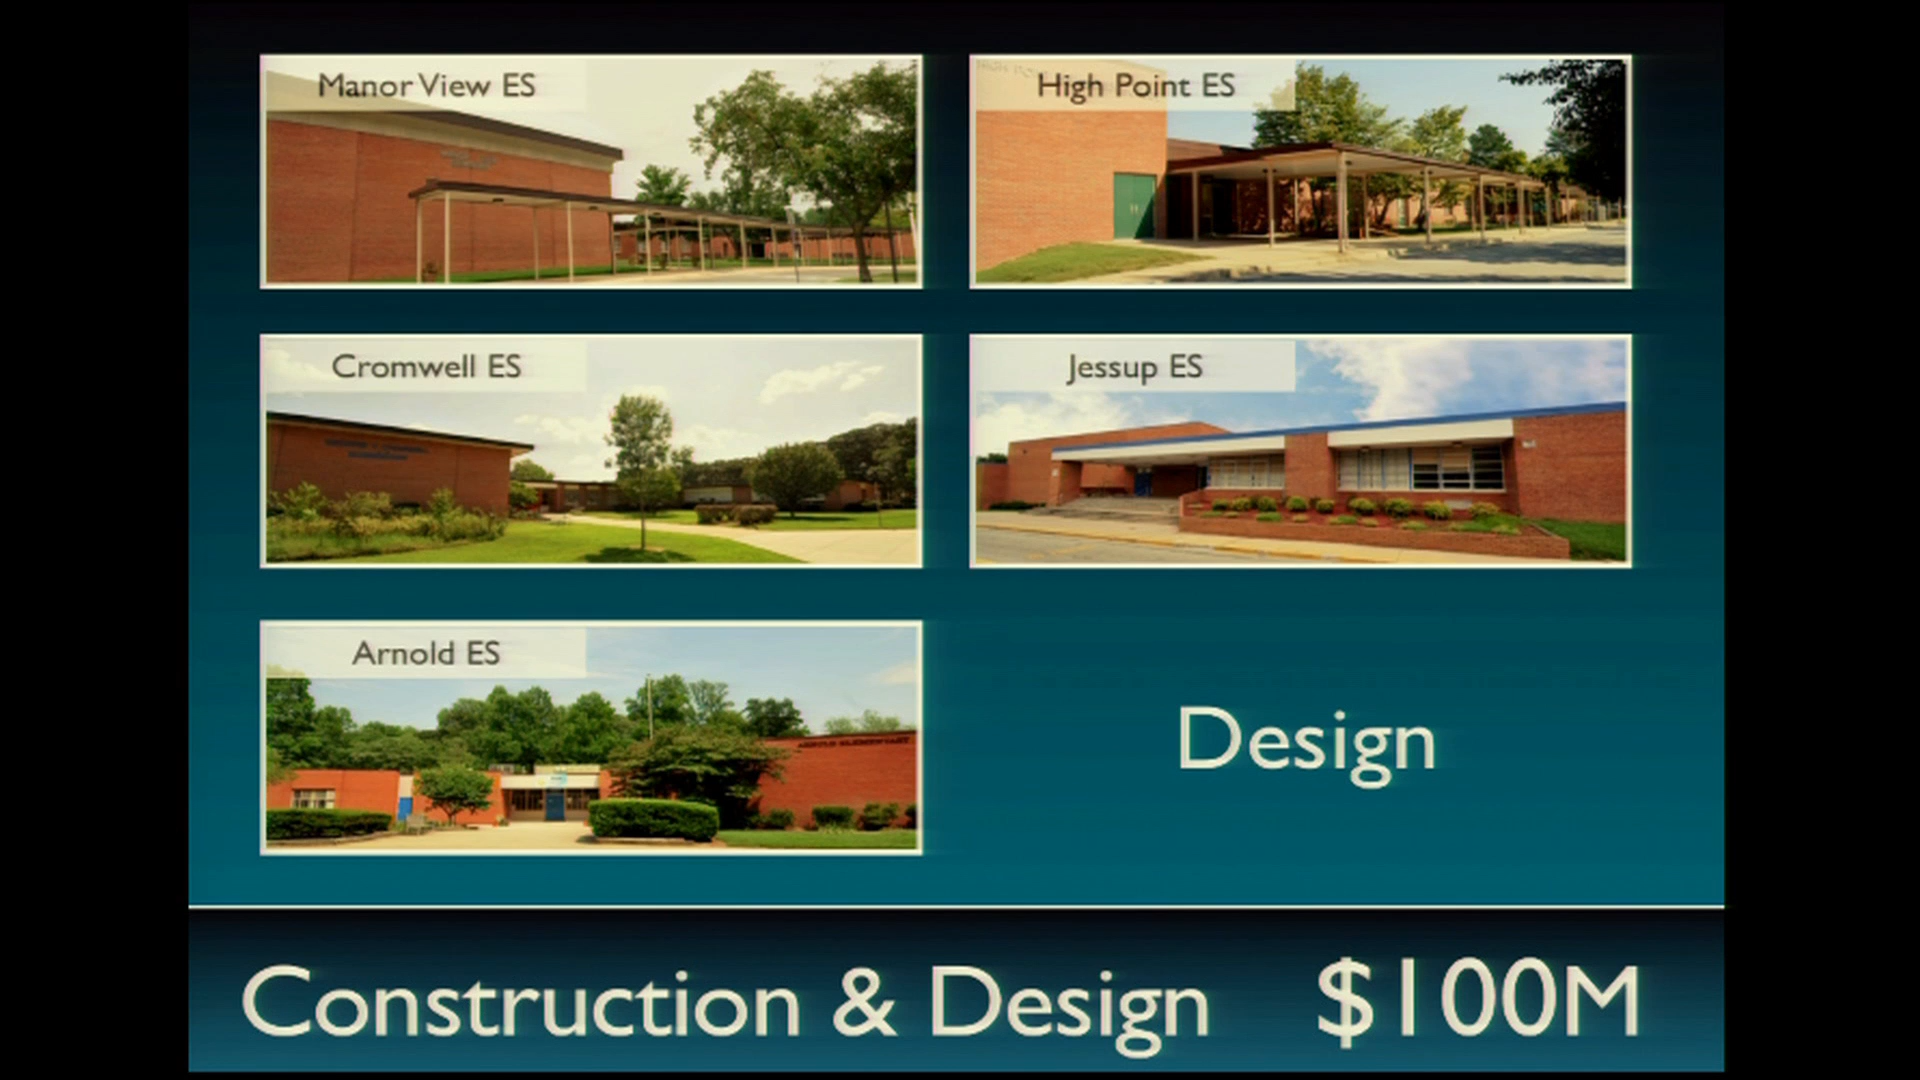 Manor View ES
High Point ES
Cromwell ES
Jessup ES
Arnold ES
Design
Construction & Design $100M